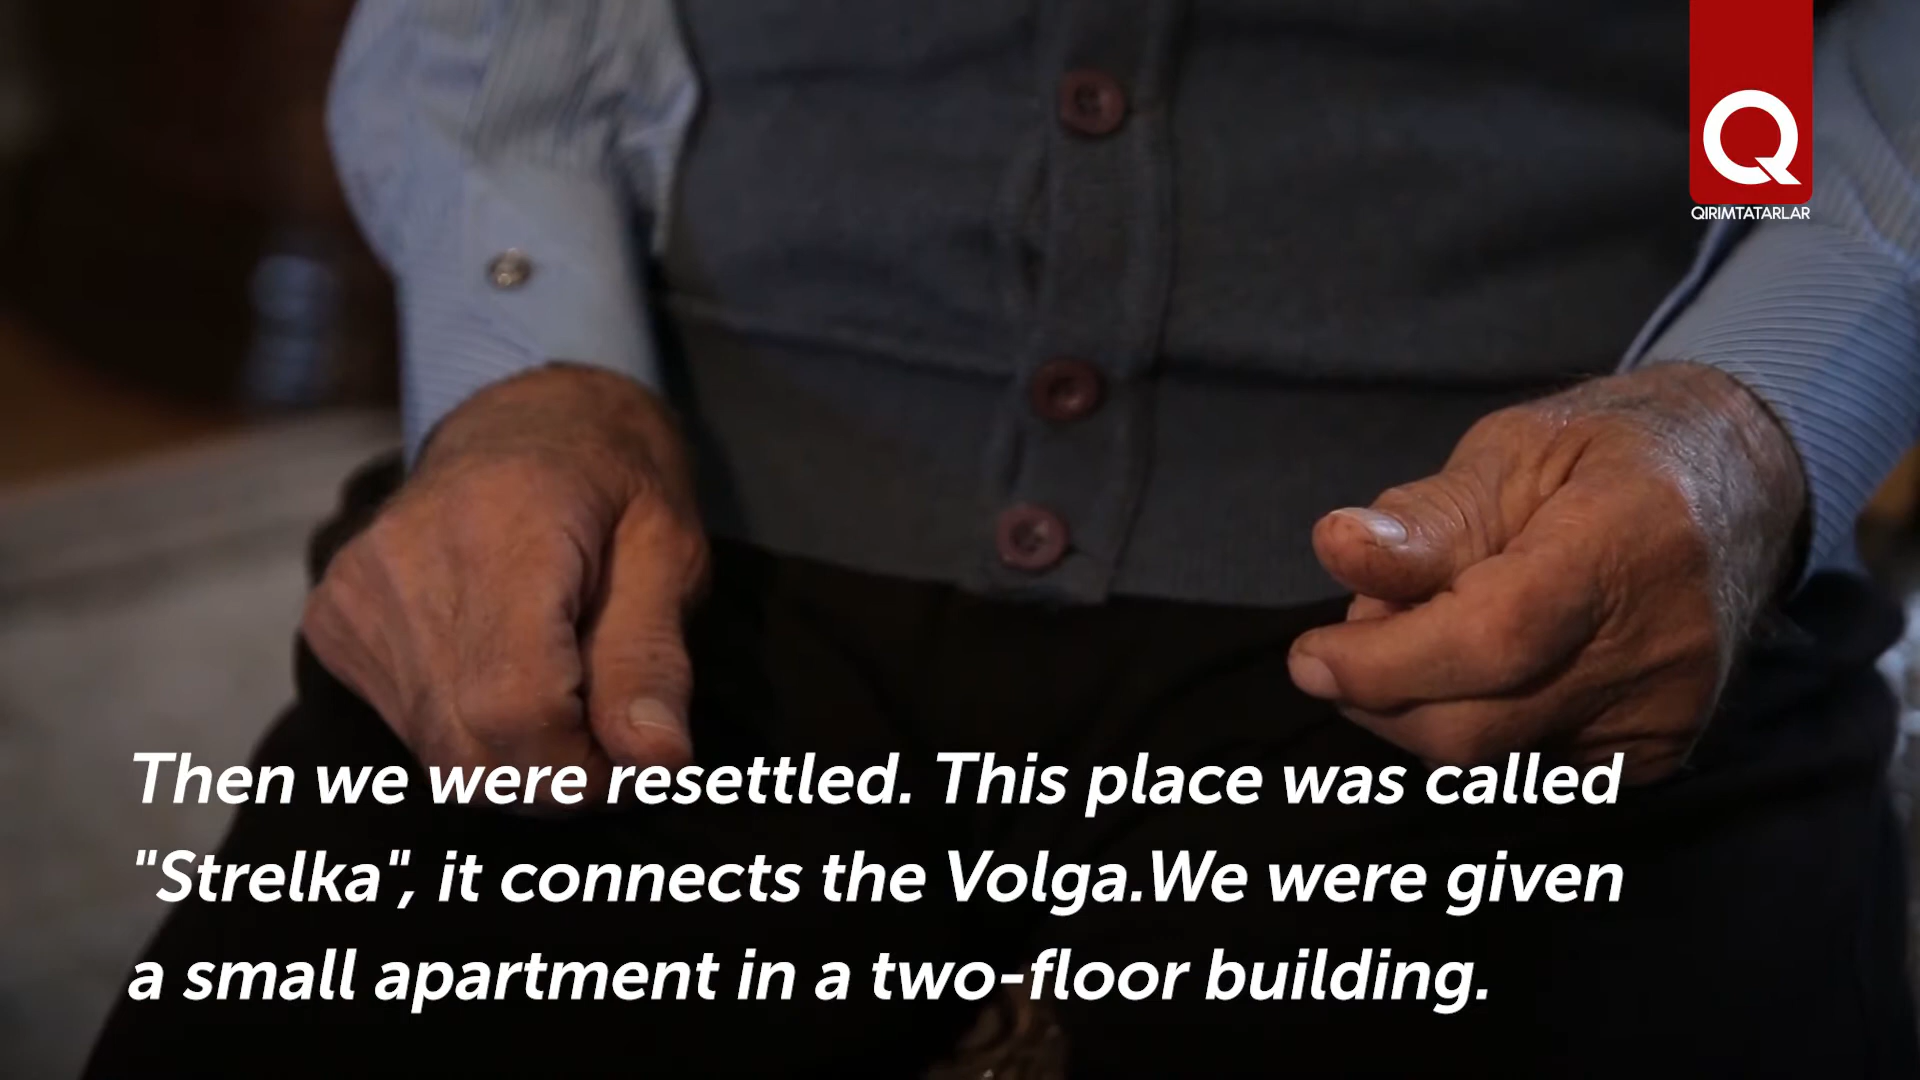 Q
QIRIMTATARLAR
Then we were resettled. This place was called
"Strelka", it connects the Volga.We were given
a small apartment in a two-floor building.